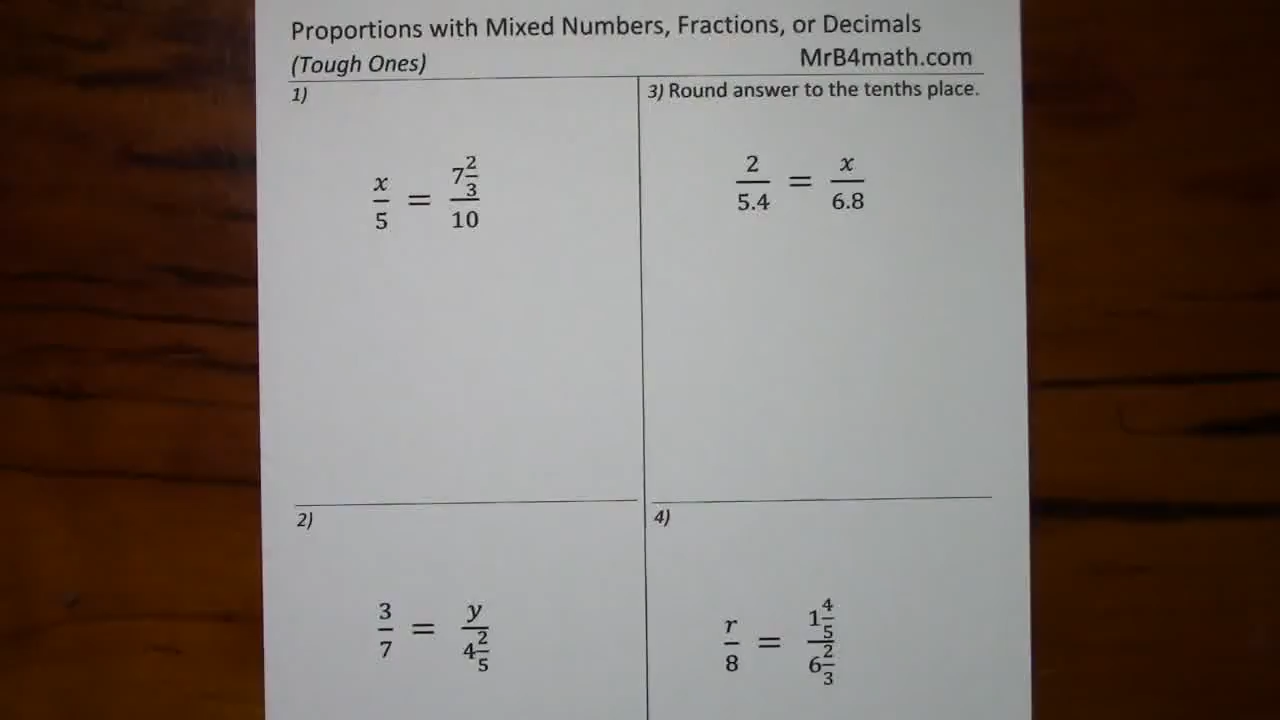 Proportions with Mixed Numbers, Fractions, or Decimals
(Tough Ones) MrB4math.com
1)
x/5 = 7 2/3 / 10
3) Round answer to the tenths place.
2/5.4 = x/6.8
2)
3/7 = y / 4 2/5
4)
r/8 = 1 4/5 / 6 2/3